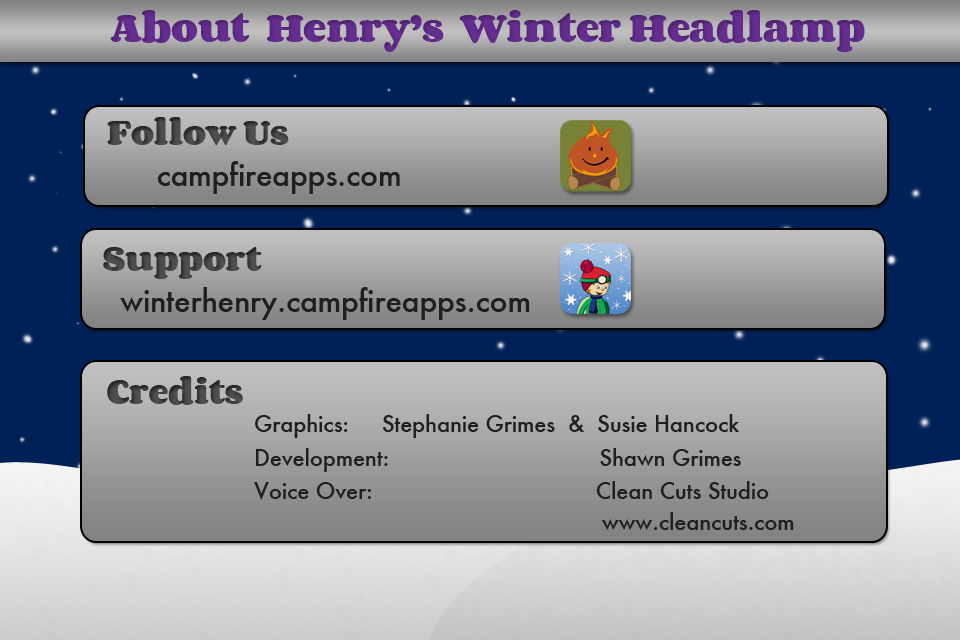 About Henry's Winter Headlamp
Follow Us
campfireapps.com
Support
winterhenry.campfireapps.com
Credits
Graphics: Stephanie Grimes & Susie Hancock
Development: Shawn Grimes
Voice Over: Clean Cuts Studio
www.cleancuts.com